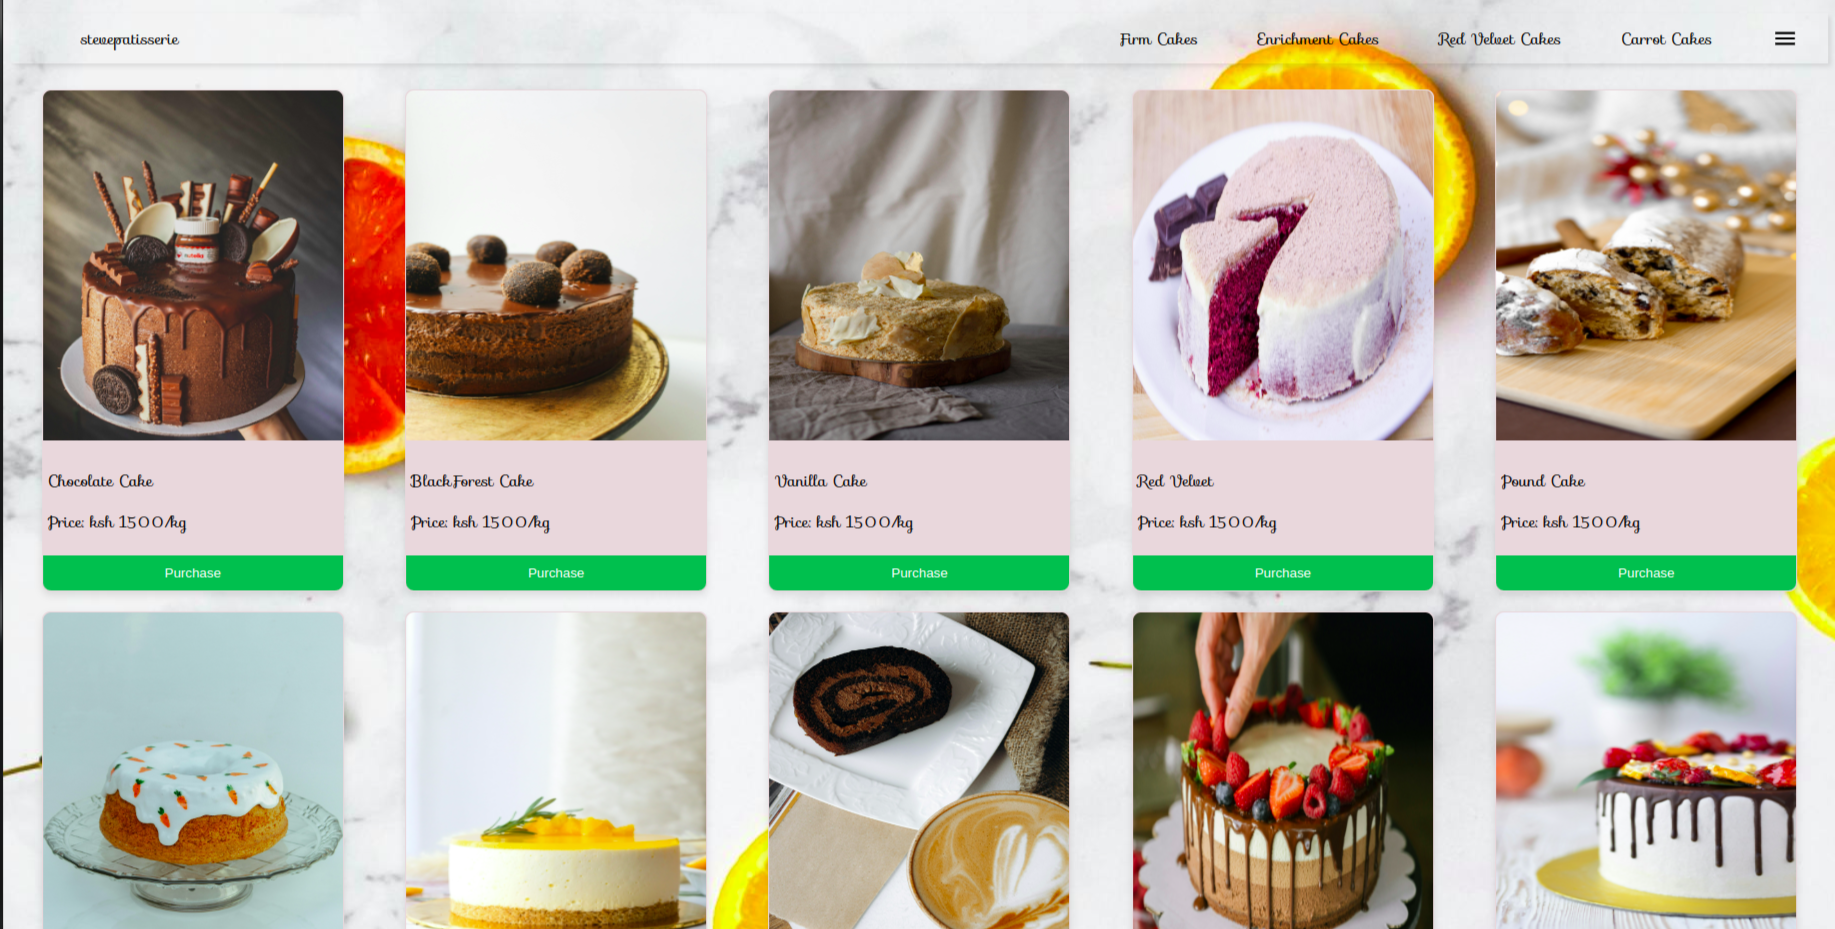 stevepatisserie
Firm Cakes
Enrichment Cakes
Red Velvet Cakes
Carrot Cakes
nutella
Chocolate Cake
Price: ksh 1500/kg
Purchase
BlackForest Cake
Price: ksh 1500/kg
Purchase
Vanilla Cake
Price: ksh 1500/kg
Purchase
Red Velvet
Price: ksh 1500/kg
Purchase
Pound Cake
Price: ksh 1500/kg
Purchase